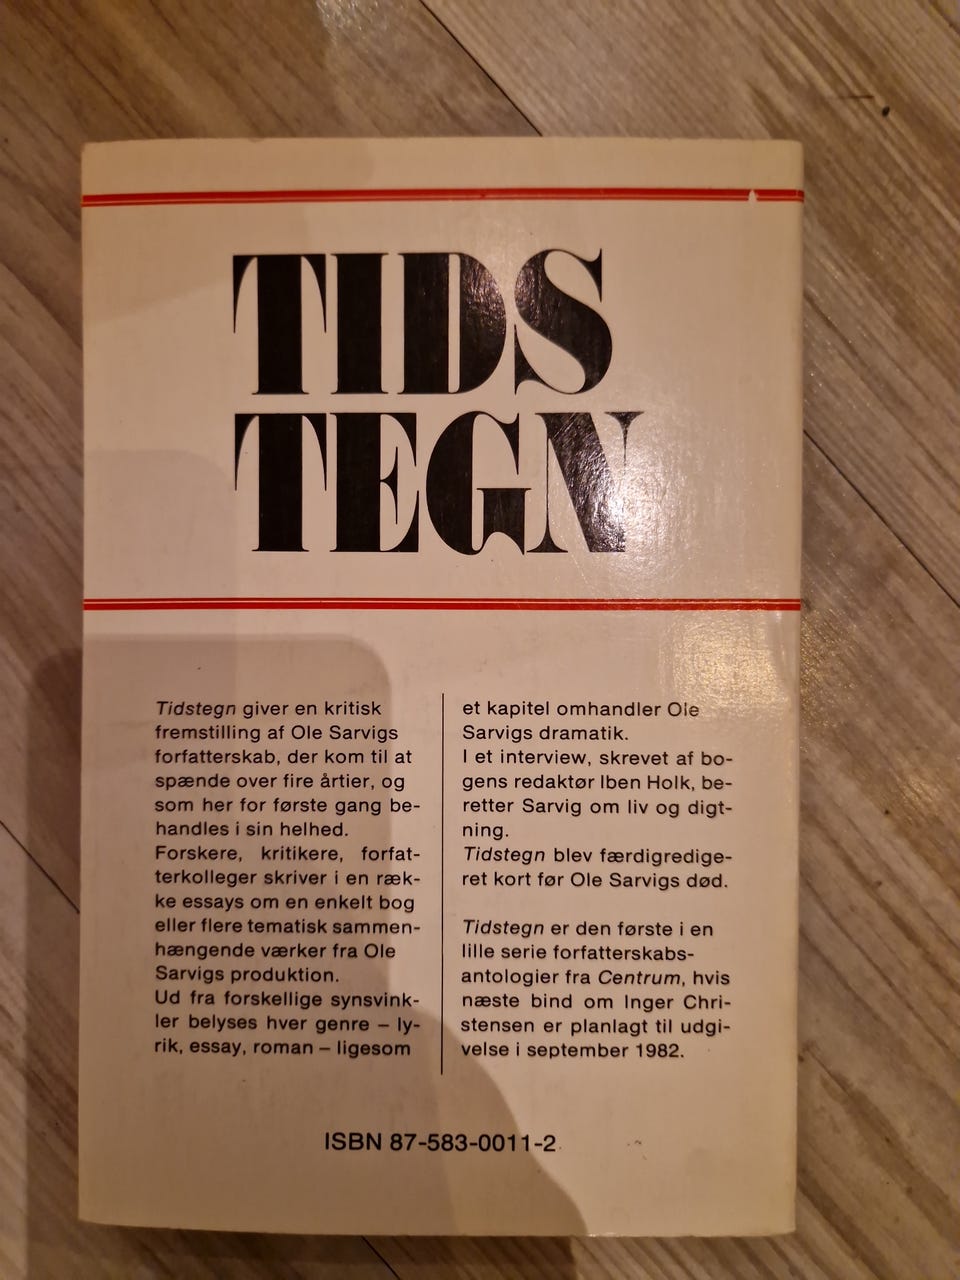 TIDS
TEGN
Tidstegn giver en kritisk
fremstilling af Ole Sarvigs
forfatterskab, der kom til at
spænde over fire årtier, og
som her for første gang be-
handles i sin helhed.
Forskere, kritikere, forfat-
terkolleger skriver i en ræk-
ke essays om en enkelt bog
eller flere tematisk sammen-
hængende værker fra Ole
Sarvigs produktion.
Ud fra forskellige synsvink-
ler belyses hver genre – ly-
rik, essay, roman – ligesom
et kapitel omhandler Ole
Sarvigs dramatik.
I et interview, skrevet af bo-
gens redaktør Iben Holk, be-
retter Sarvig om liv og digt-
ning.
Tidstegn blev færdigredige-
ret kort før Ole Sarvigs død.
Tidstegn er den første i en
lille serie forfatterskabs-
antologier fra Centrum, hvis
næste bind om Inger Chri-
stensen er planlagt til udgi-
velse i september 1982.
ISBN 87-583-0011-2